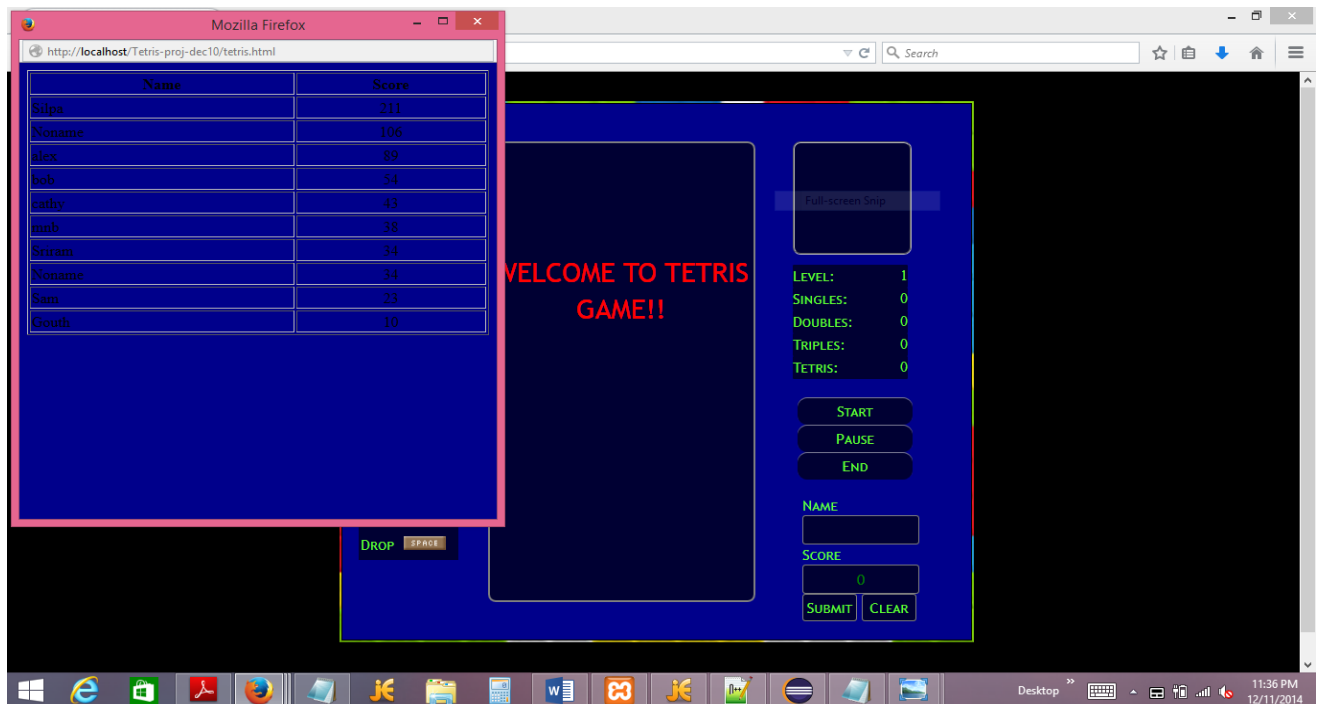 Mozilla Firefox
http://localhost/Tetris-proj-dec10/tetris.html
Search
Name Score
Silpa 211
Noname 106
alex 89
bob 54
cathy 43
mnb 38
Sriram 34
Noname 34
Sam 23
Gouth 10
Full-screen Snip
WELCOME TO TETRIS
GAME!!
LEVEL: 1
SINGLES: 0
DOUBLES: 0
TRIPLES: 0
TETRIS: 0
START
PAUSE
END
NAME
DROP SPACE
SCORE
0
SUBMIT CLEAR
Desktop
11:36 PM
12/11/2014